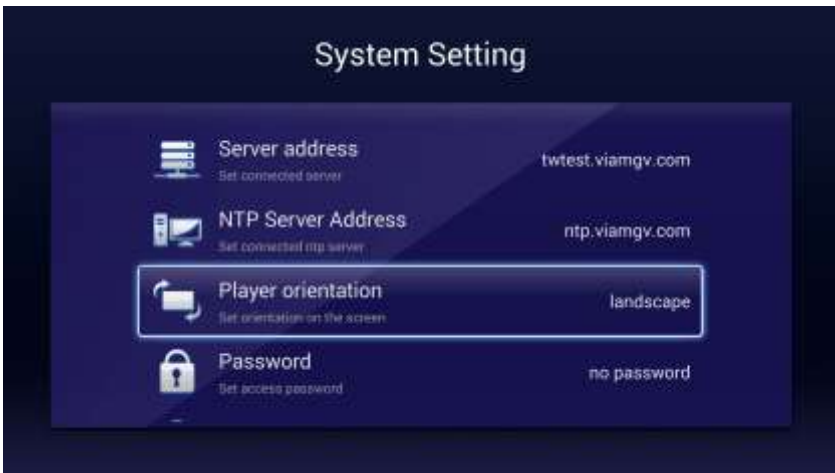 System Setting
Server address
twtest.viamgv.com
Set connected server
NTP Server Address
ntp.viamgv.com
Set connected ntp server
Player orientation
landscape
Set orientation on the screen
Password
no password
Set access password